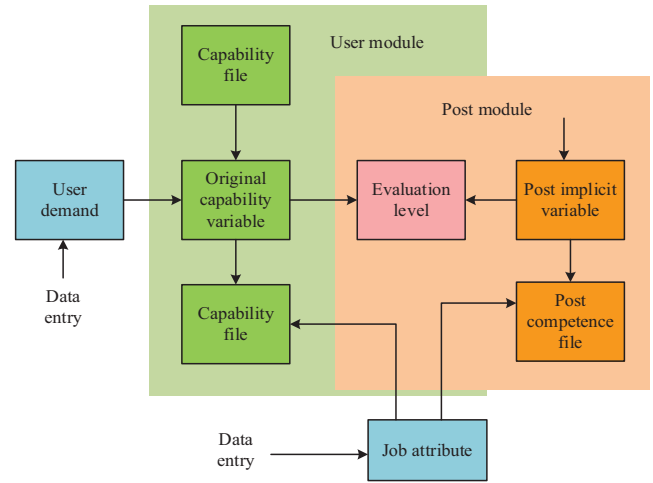 User module
Capability
file
Post module
User
demand
Original
capability
variable
Evaluation
level
Post implicit
variable
Data
entry
Capability
file
Post
competence
file
Data
entry
Job attribute